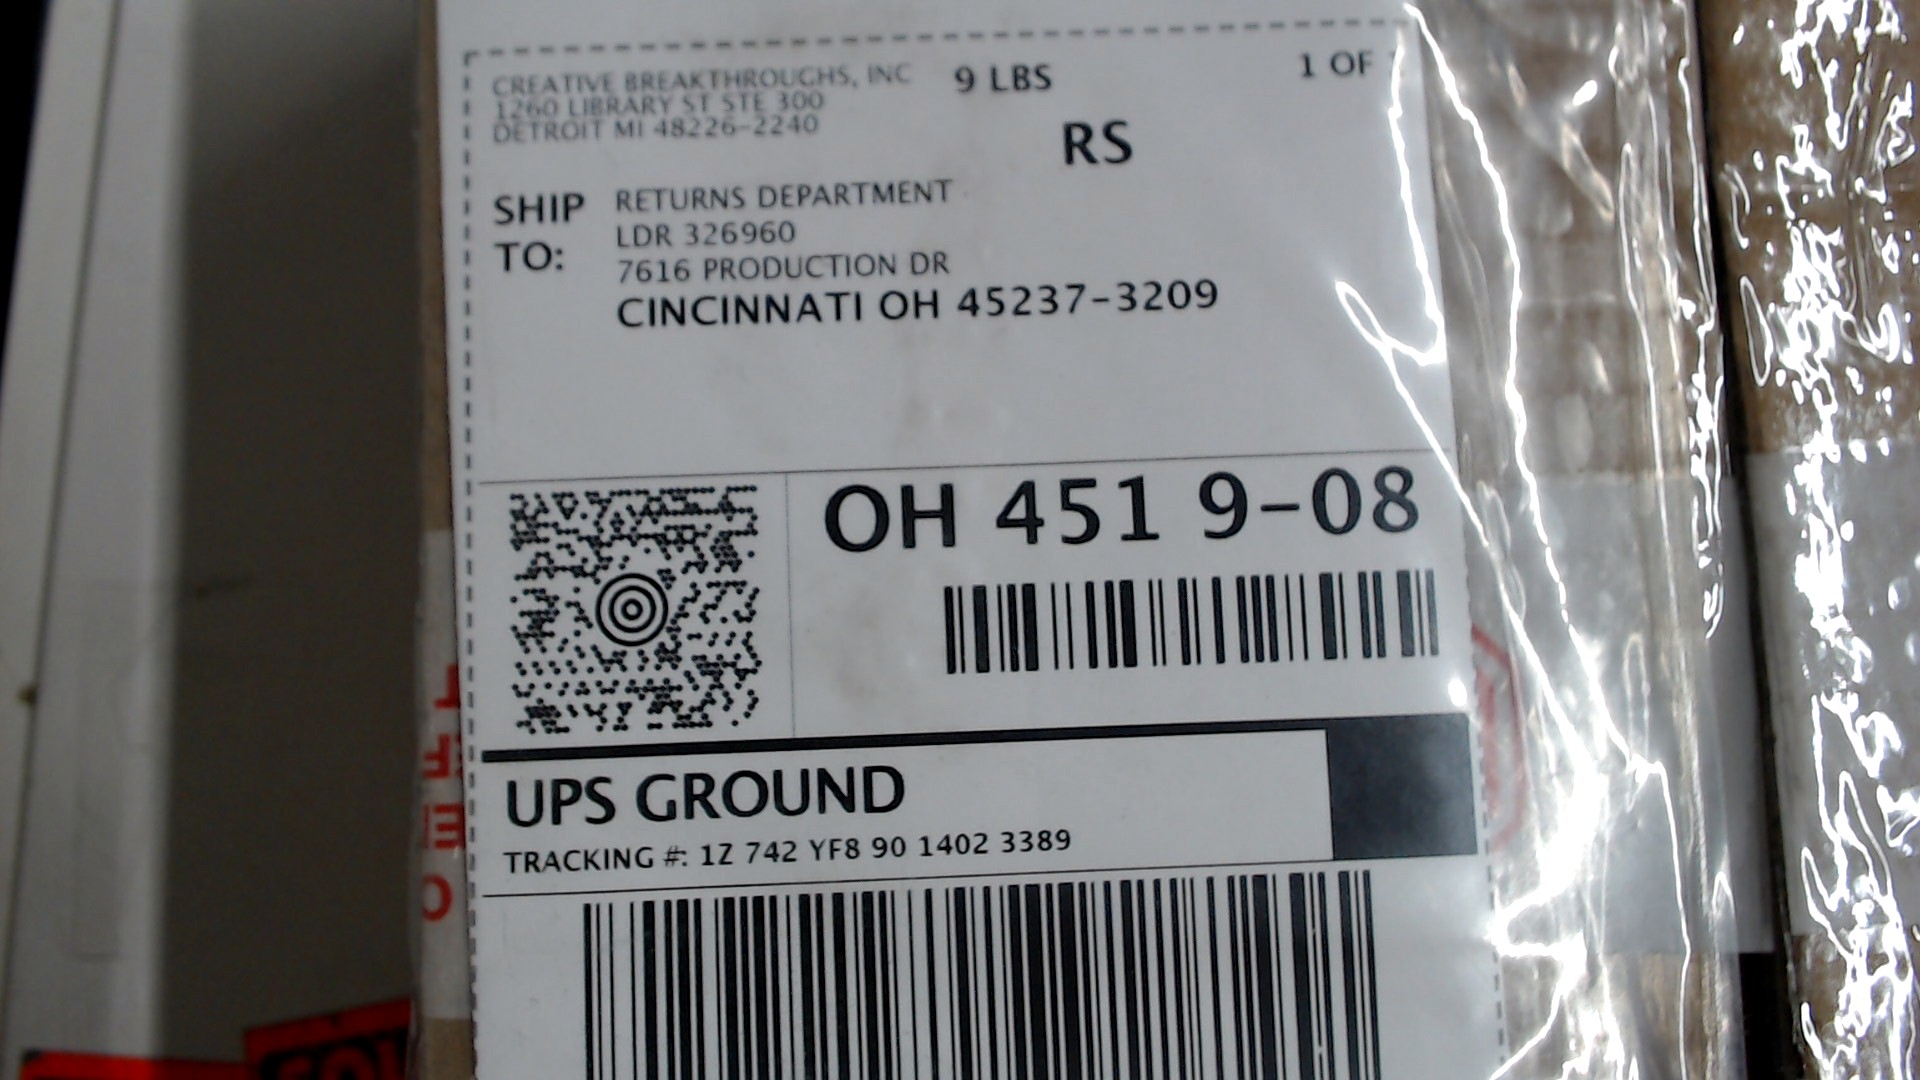 CREATIVE BREAKTHROUGHS, INC
1260 LIBRARY ST STE 300
DETROIT MI 48226-2240
9 LBS
1 OF
RS
SHIP TO:
RETURNS DEPARTMENT
LDR 326960
7616 PRODUCTION DR
CINCINNATI OH 45237-3209
OH 451 9-08
UPS GROUND
TRACKING #: 1Z 742 YF8 90 1402 3389